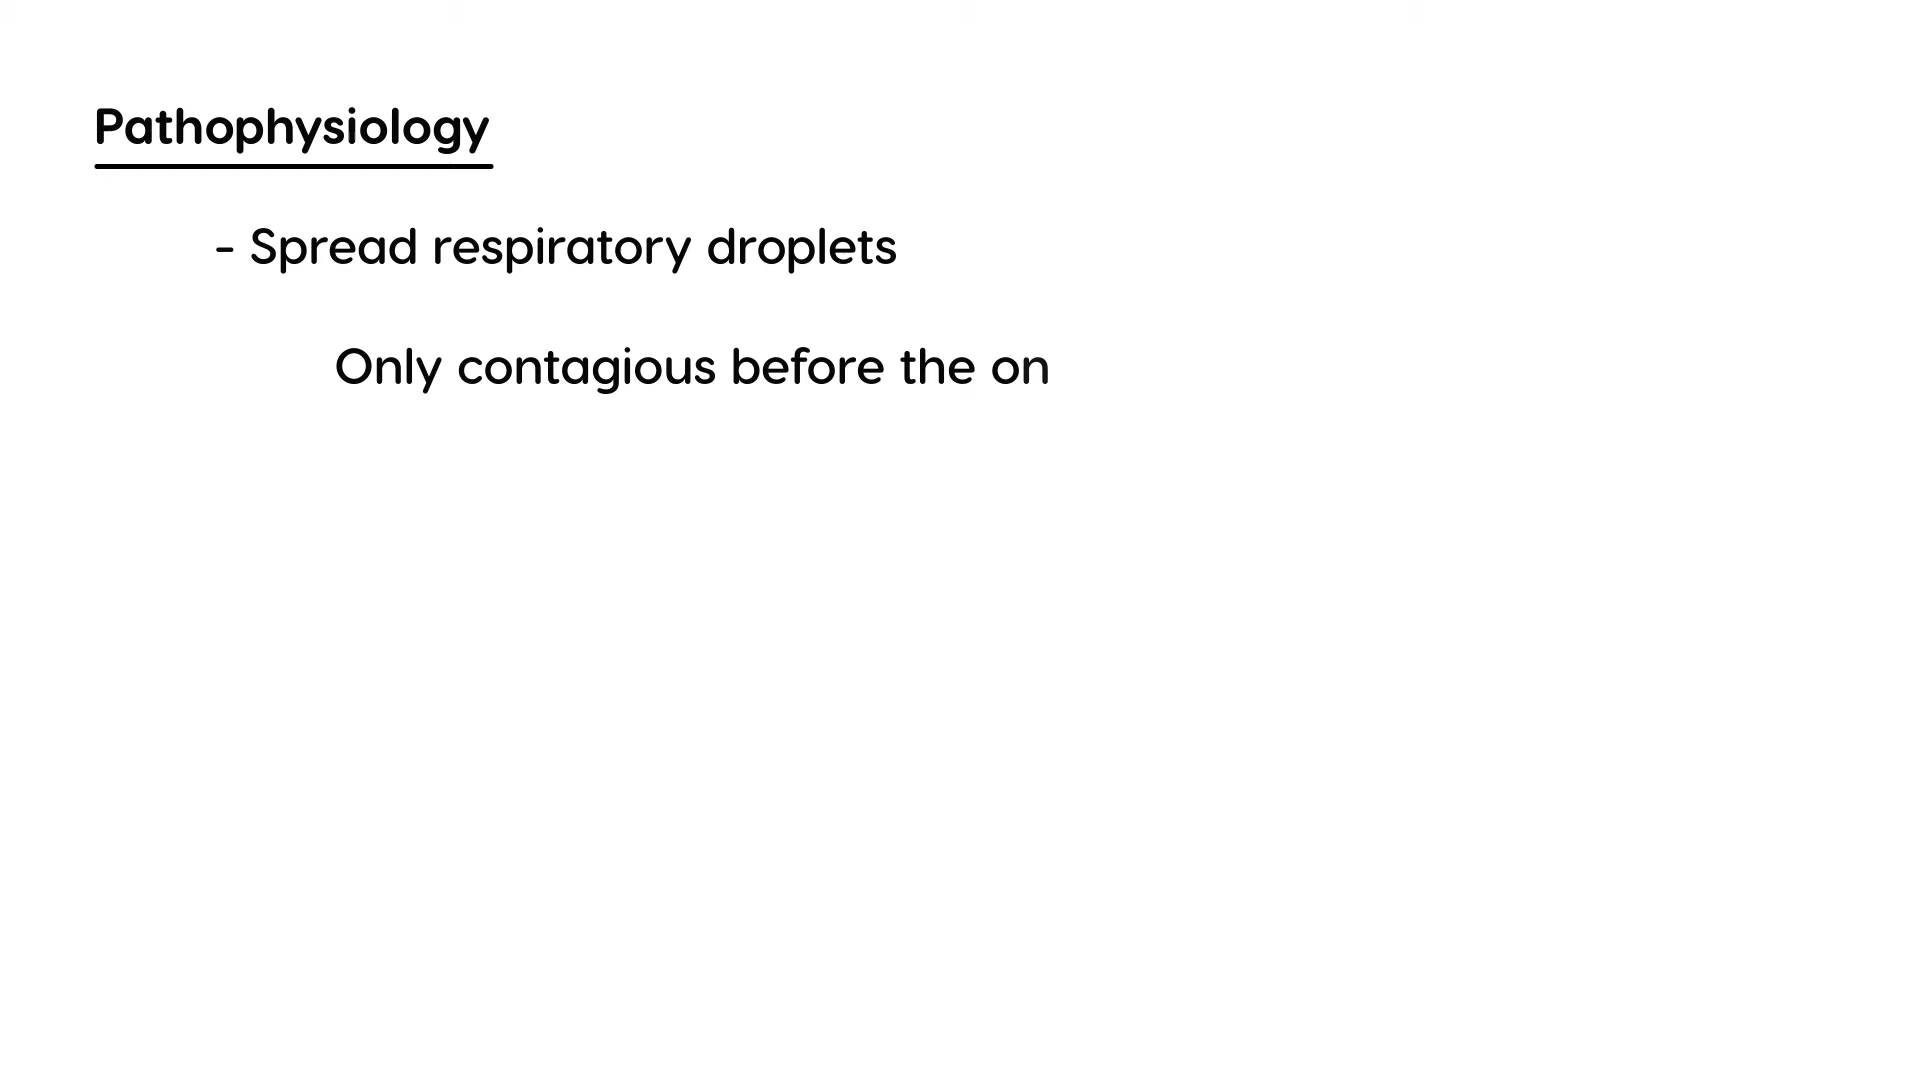 Pathophysiology
- Spread respiratory droplets
Only contagious before the on